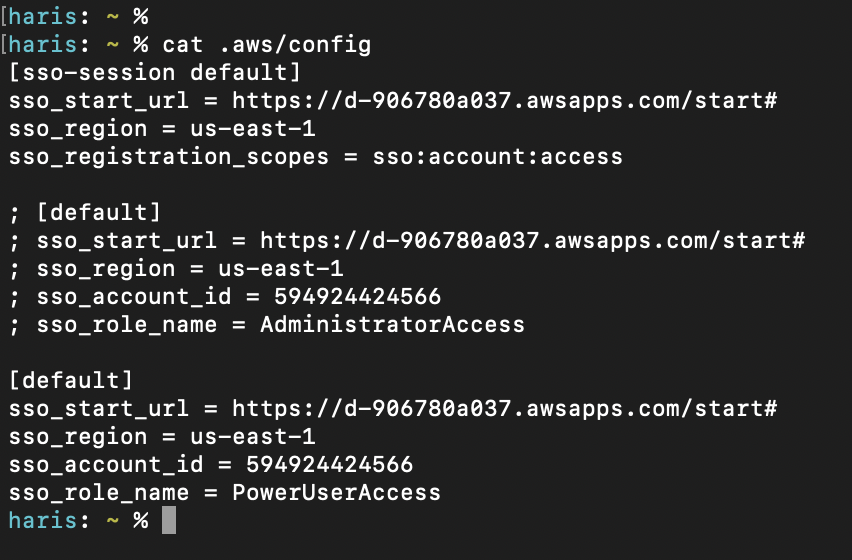 [haris: ~ %
[haris: ~ % cat .aws/config
[sso-session default]
sso_start_url = https://d-906780a037.awsapps.com/start#
sso_region = us-east-1
sso_registration_scopes = sso:account:access
; [default]
; sso_start_url = https://d-906780a037.awsapps.com/start#
; sso_region = us-east-1
; sso_account_id = 594924424566
; sso_role_name = AdministratorAccess
[default]
sso_start_url = https://d-906780a037.awsapps.com/start#
sso_region = us-east-1
sso_account_id = 594924424566
sso_role_name = PowerUserAccess
haris: ~ %